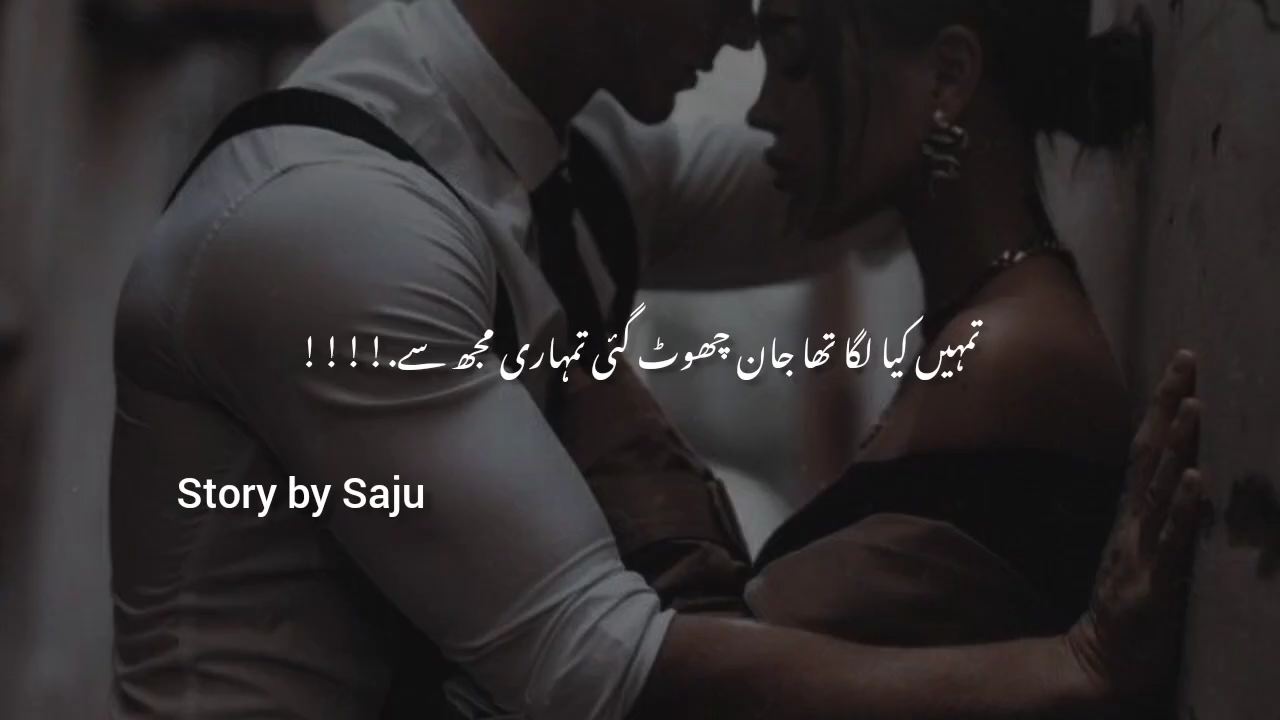 تمہیں کیا لگا تھا جان چھوٹ گئی تمہاری مجھ سے.!!!!
Story by Saju